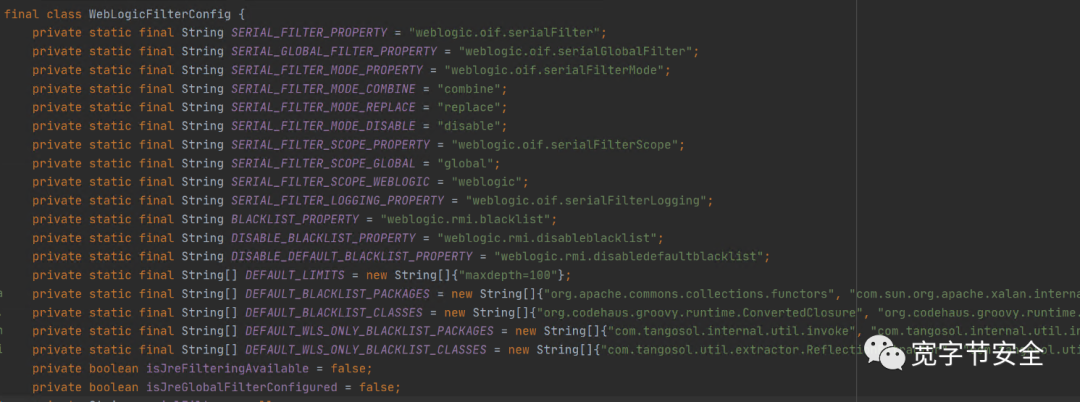 final class WebLogicFilterConfig {
private static final String SERIAL_FILTER_PROPERTY = "weblogic.oif.serialFilter";
private static final String SERIAL_GLOBAL_FILTER_PROPERTY = "weblogic.oif.serialGlobalFilter";
private static final String SERIAL_FILTER_MODE_PROPERTY = "weblogic.oif.serialFilterMode";
private static final String SERIAL_FILTER_MODE_COMBINE = "combine";
private static final String SERIAL_FILTER_MODE_REPLACE = "replace";
private static final String SERIAL_FILTER_MODE_DISABLE = "disable";
private static final String SERIAL_FILTER_SCOPE_PROPERTY = "weblogic.oif.serialFilterScope";
private static final String SERIAL_FILTER_SCOPE_GLOBAL = "global";
private static final String SERIAL_FILTER_SCOPE_WEBLOGIC = "weblogic";
private static final String SERIAL_FILTER_LOGGING_PROPERTY = "weblogic.oif.serialFilterLogging";
private static final String BLACKLIST_PROPERTY = "weblogic.rmi.blacklist";
private static final String DISABLE_BLACKLIST_PROPERTY = "weblogic.rmi.disableblacklist";
private static final String DISABLE_DEFAULT_BLACKLIST_PROPERTY = "weblogic.rmi.disabledefaultblacklist";
private static final String[] DEFAULT_LIMITS = new String[]{"maxdepth=100"};
private static final String[] DEFAULT_BLACKLIST_PACKAGES = new String[]{"org.apache.commons.collections.functors", "com.sun.org.apache.xalan.interna
private static final String[] DEFAULT_BLACKLIST_CLASSES = new String[]{"org.codehaus.groovy.runtime.ConvertedClosure", "org.codehaus.groovy.runtime.
private static final String[] DEFAULT_WLS_ONLY_BLACKLIST_PACKAGES = new String[]{"com.tangosol.internal.util.invoke", "com.tangosol.internal.util.in
private static final String[] DEFAULT_WLS_ONLY_BLACKLIST_CLASSES = new String[]{"com.tangosol.util.extractor.Reflecti
宽字节安全
private boolean isJreFilteringAvailable = false;
private boolean isJreGlobalFilterConfigured = false;